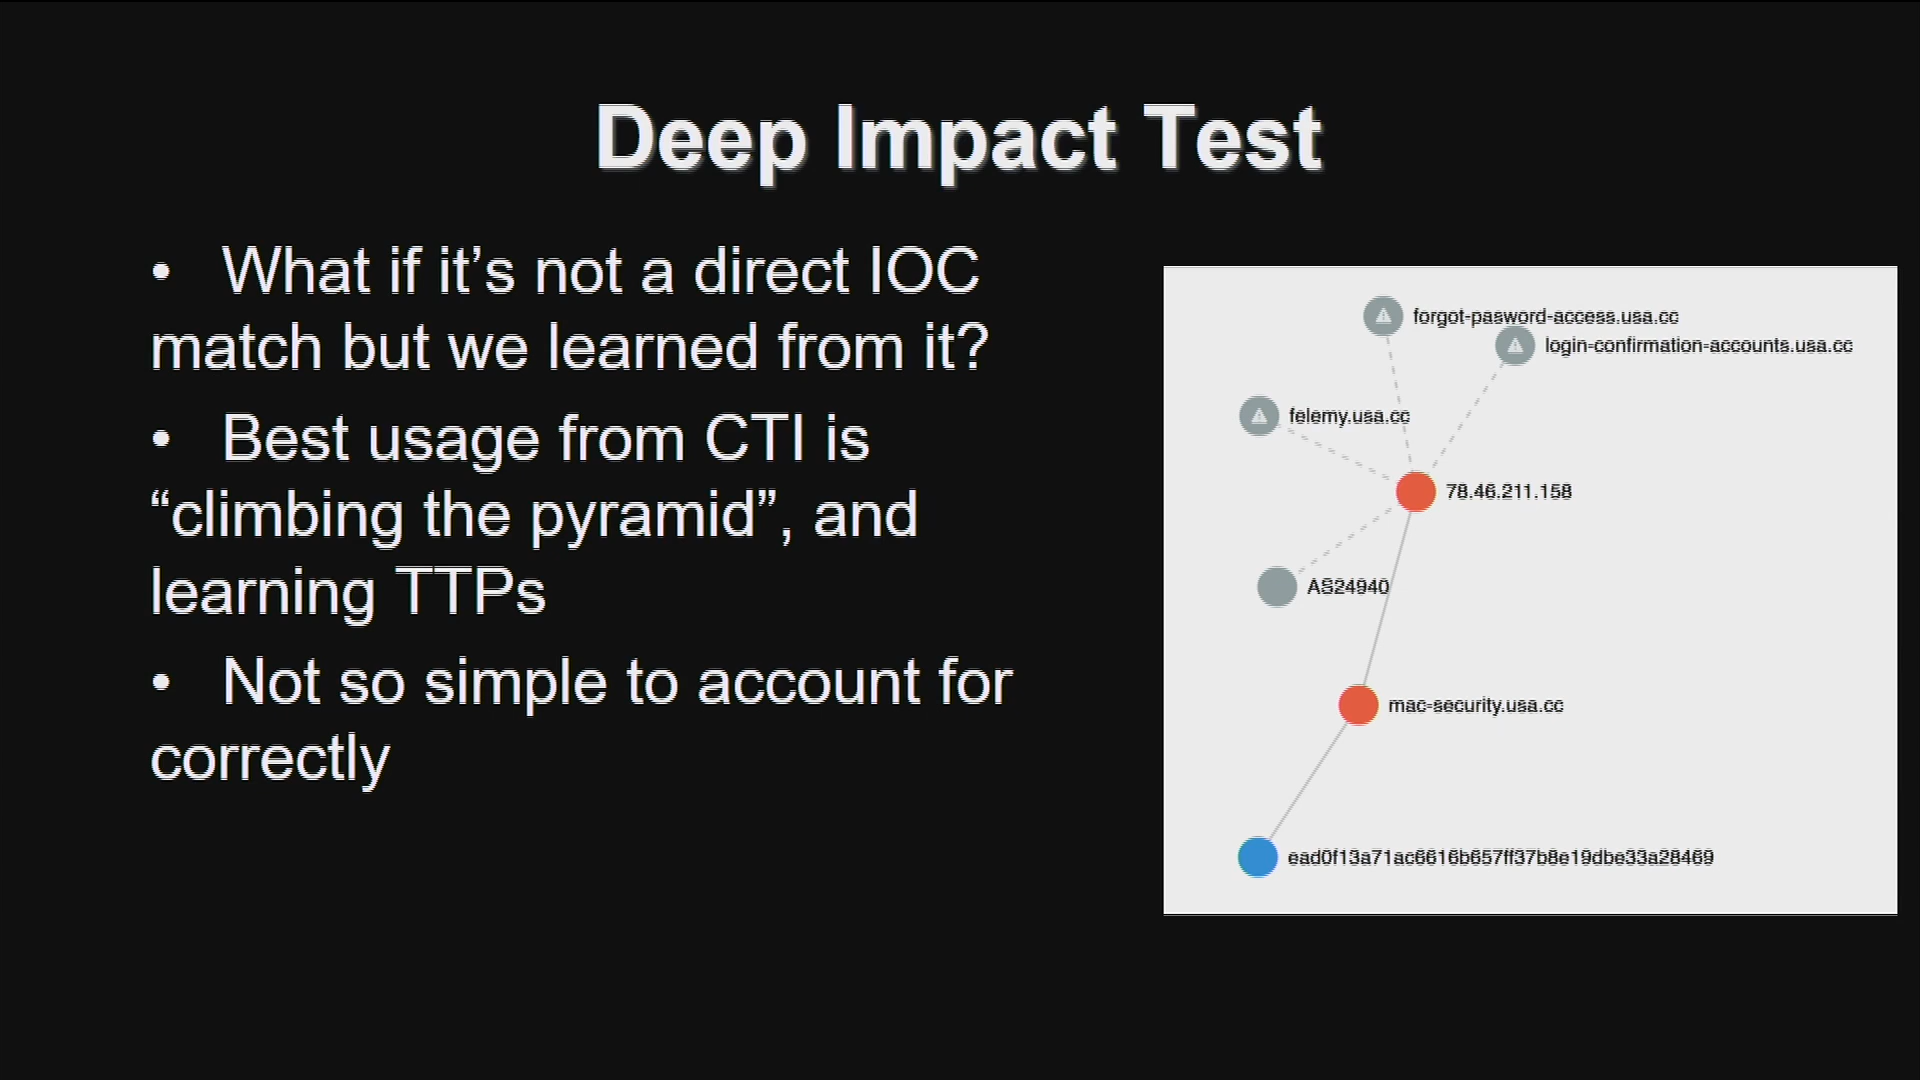 Deep Impact Test
• What if it’s not a direct IOC
match but we learned from it?
• Best usage from CTI is
“climbing the pyramid”, and
learning TTPs
• Not so simple to account for
correctly
forgot-pasword-access.usa.cc
login-confirmation-accounts.usa.cc
felemy.usa.cc
78.46.211.158
AS24940
mac-security.usa.cc
ead0f13a71ac6616b657ff37b8e19dbe33a28469